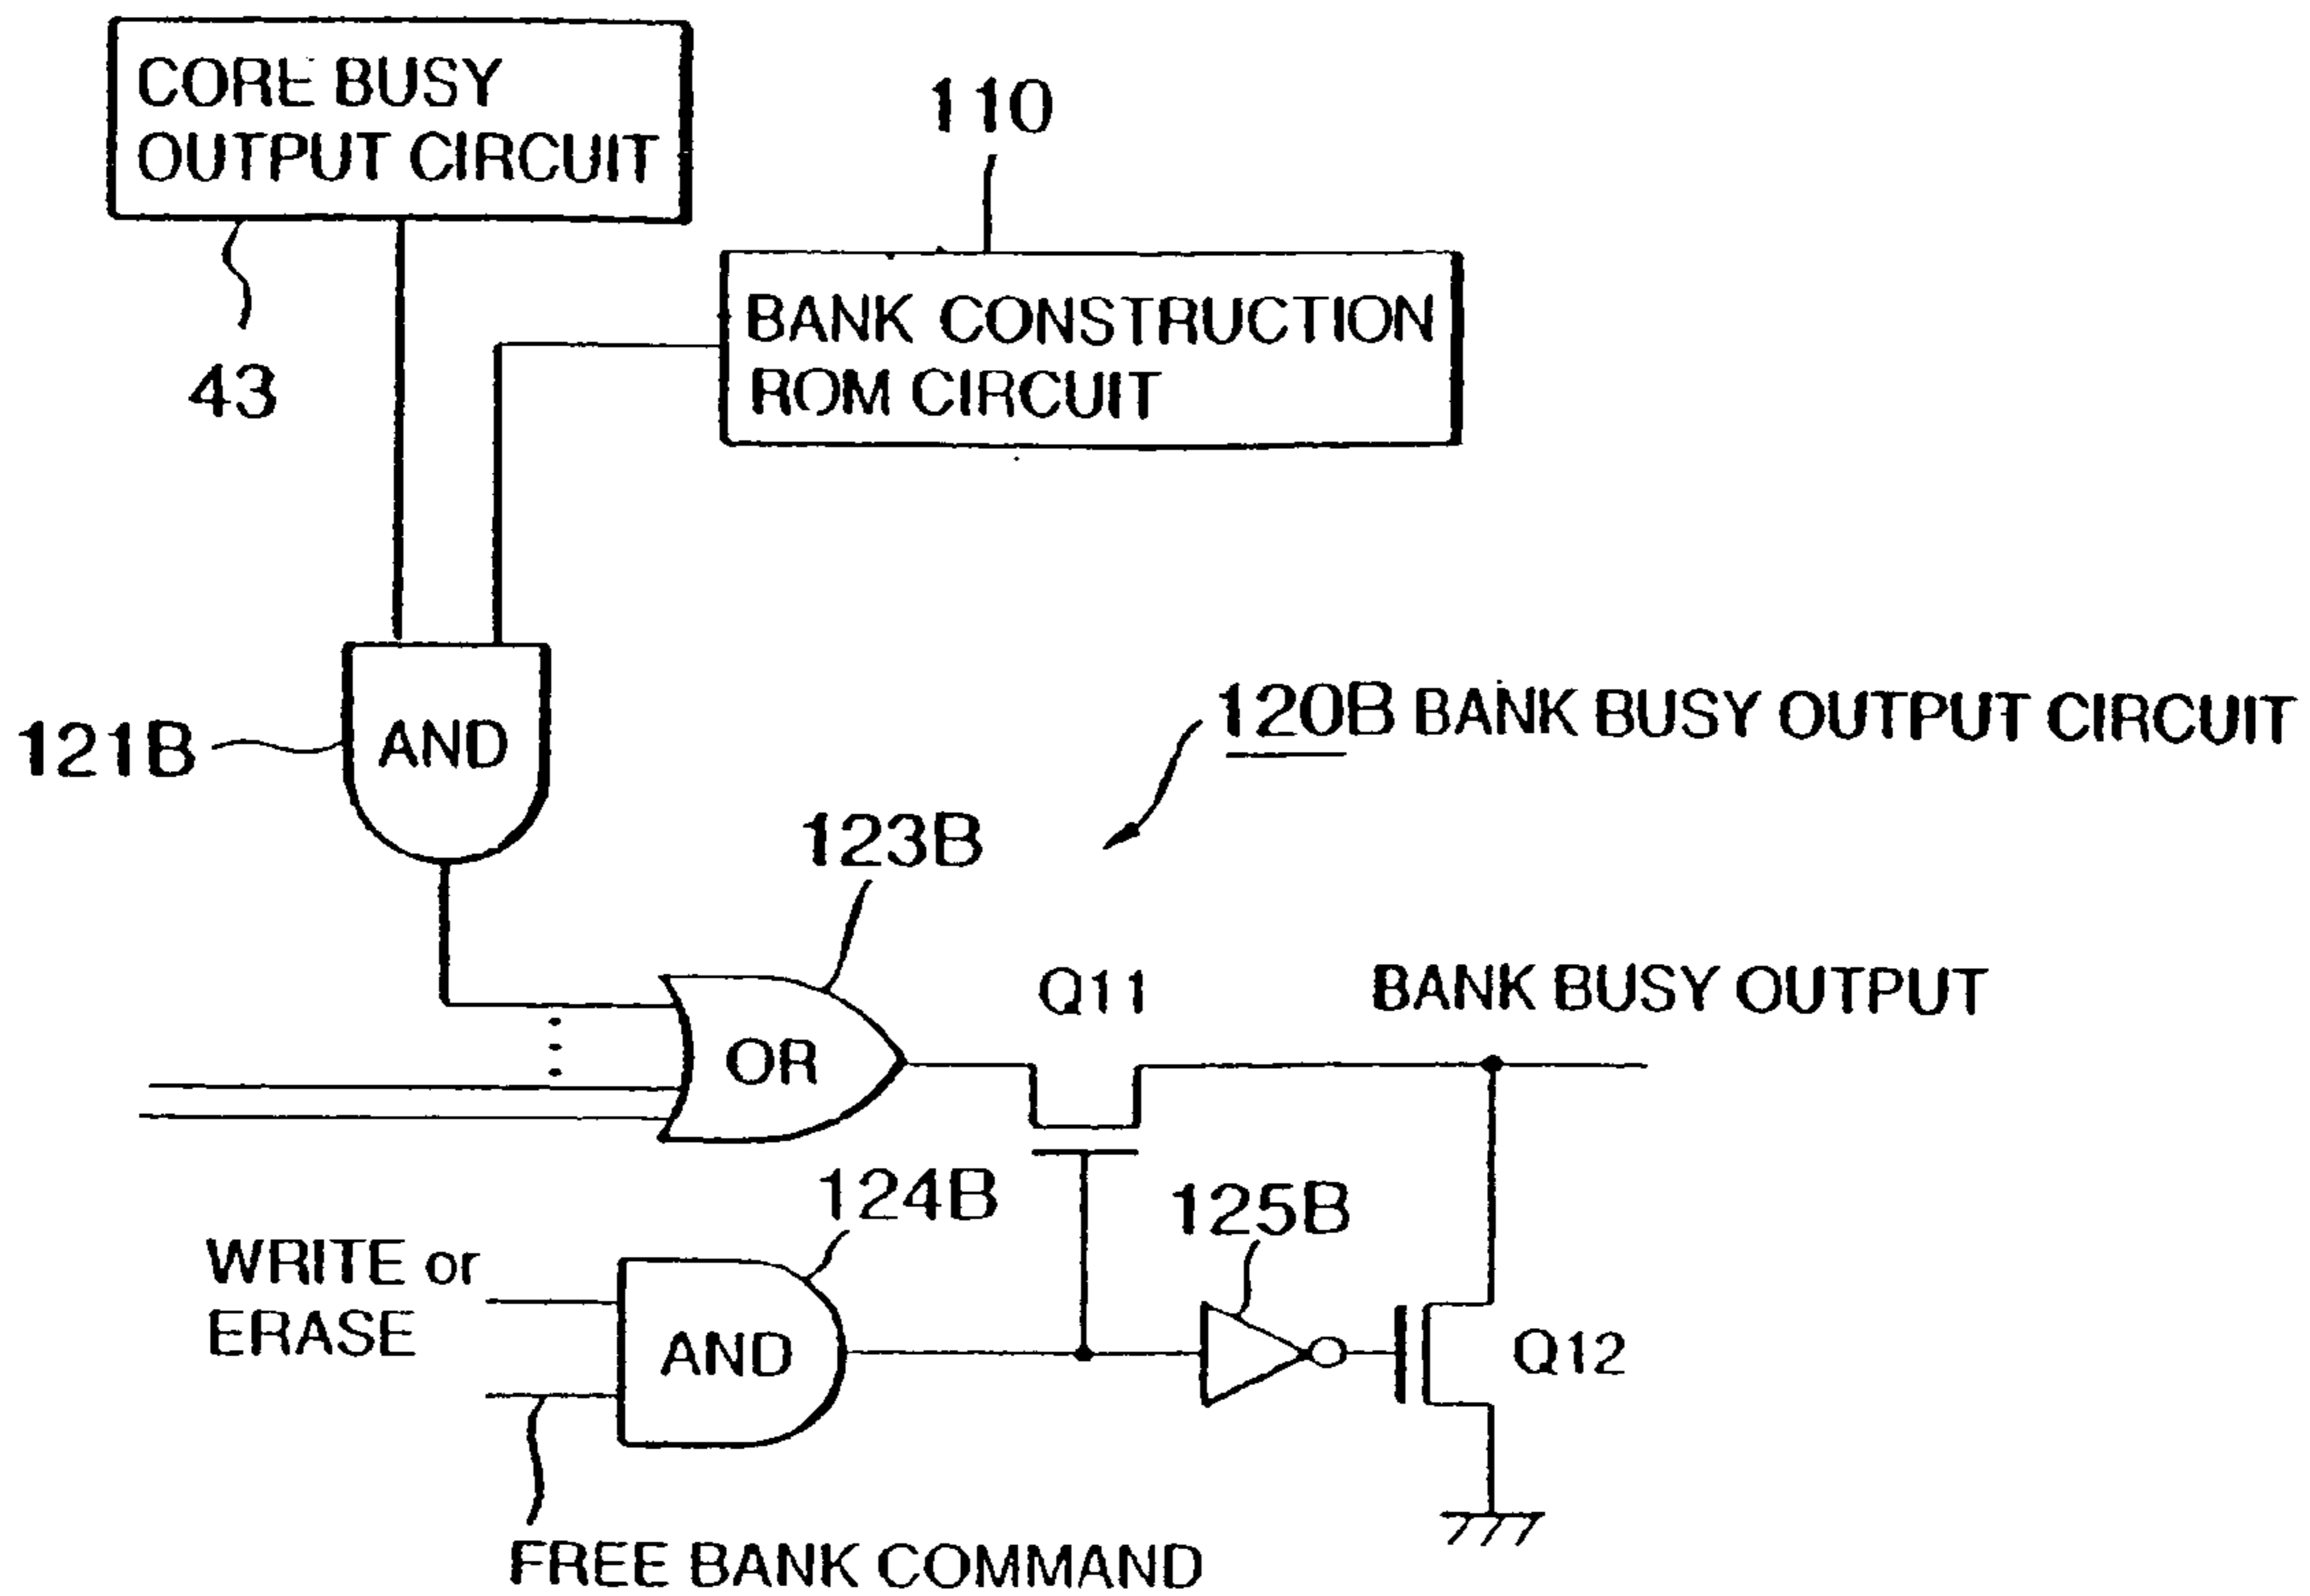 CORE BUSY
OUTPUT CIRCUIT
110
BANK CONSTRUCTION
ROM CIRCUIT
43
120B BANK BUSY OUTPUT CIRCUIT
121B
AND
123B
Q11
BANK BUSY OUTPUT
OR
124B
125B
WRITE or
ERASE
AND
Q12
FREE BANK COMMAND